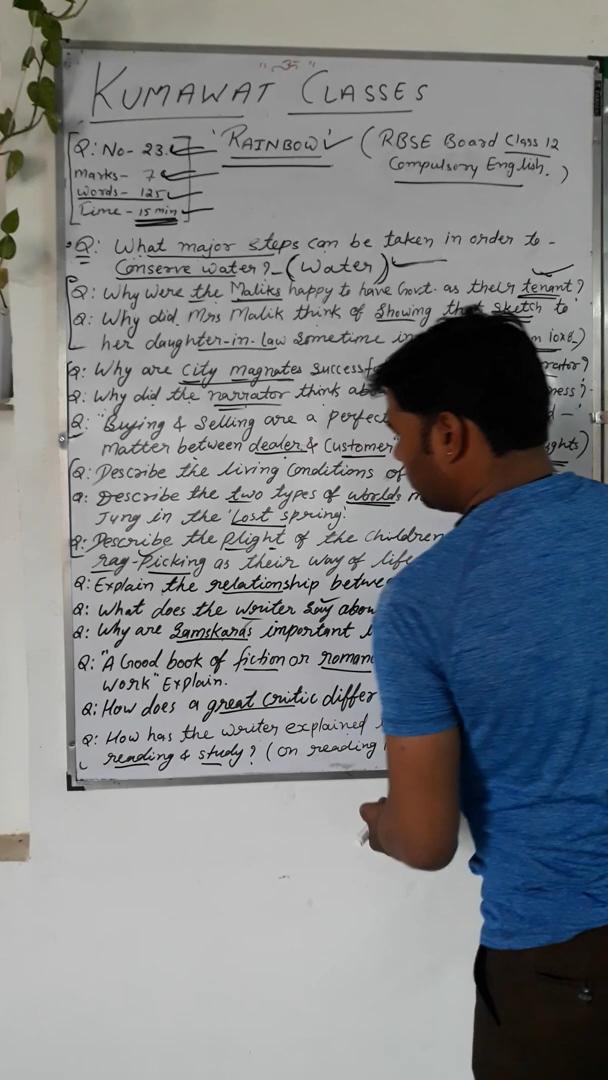 "ॐ"
KUMAWAT CLASSES
Q: No- 23. 'RAINBOW' (RBSE Board Class 12
Marks- 7 Compulsory English.)
Words- 125
Time - 15 min
Q: What major steps can be taken in order to -
Conserve water? - (Water)
Q: Why were the Maliks happy to have Govt. as their tenant?
Q: Why did Mrs Malik think of showing that sketch to
her daughter-in-law sometime in
Q: Why are city magnates
Q: Why did the narrator think
Q: "Buying & Selling are a perfect
matter between dealer & Customer"
Q: Describe the living Conditions of
Q: Describe the two types of worlds
Jung in the 'Lost spring'.
Q: Describe the Plight of the Children
rag-Picking as their way of life
Q: Explain the relationship
Q: What does the writer Say
Q: Why are Samskaras important
Q: "A Good book of fiction or
work" Explain.
Q: How does a great critic
Q: How has the writer explained
reading & study? (On reading